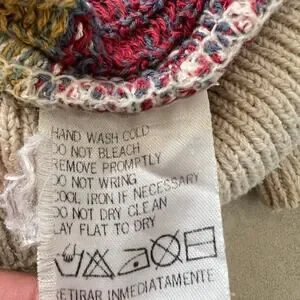 HAND WASH COLD
DO NOT BLEACH
REMOVE PROMPTLY
DO NOT WRING
COOL IRON IF NECESSARY
DO NOT DRY CLEAN
LAY FLAT TO DRY
RETIRAR INMEDIATAMENTE